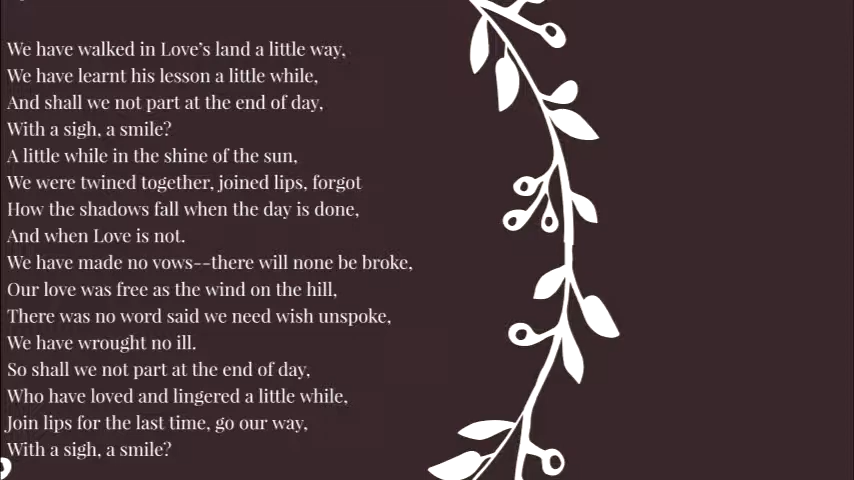 We have walked in Love’s land a little way,
We have learnt his lesson a little while,
And shall we not part at the end of day,
With a sigh, a smile?
A little while in the shine of the sun,
We were twined together, joined lips, forgot
How the shadows fall when the day is done,
And when Love is not.
We have made no vows--there will none be broke,
Our love was free as the wind on the hill,
There was no word said we need wish unspoke,
We have wrought no ill.
So shall we not part at the end of day,
Who have loved and lingered a little while,
Join lips for the last time, go our way,
With a sigh, a smile?